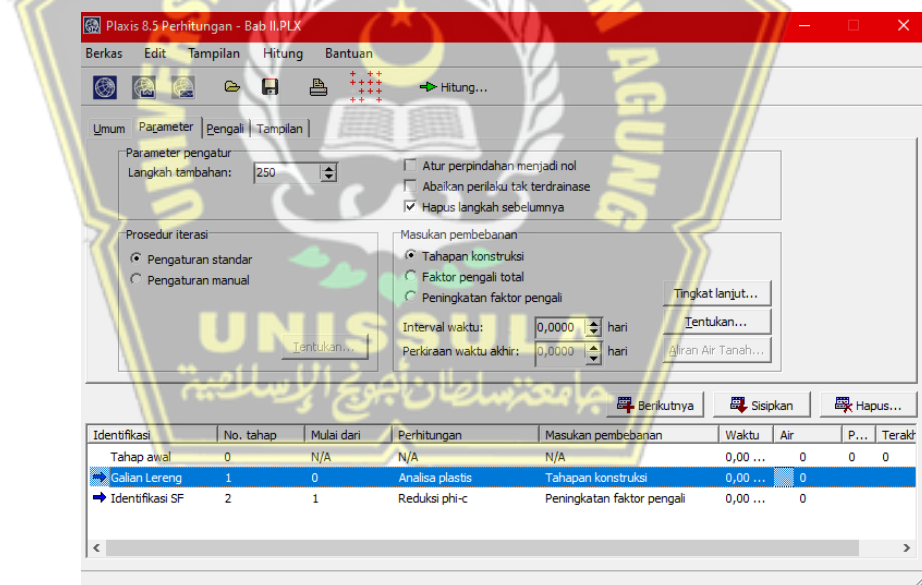 Plaxis 8.5 Perhitungan - Bab II.PLX
Berkas Edit Tampilan Hitung Bantuan
Hitung...
Umum Parameter Pengali Tampilan
Parameter pengatur
Langkah tambahan: 250
Atur perpindahan menjadi nol
Abaikan perilaku tak terdrainase
Hapus langkah sebelumnya
Prosedur iterasi
Pengaturan standar
Pengaturan manual
Tentukan...
Masukan pembebanan
Tahapan konstruksi
Faktor pengali total
Peningkatan faktor pengali
Interval waktu: 0,0000 hari
Perkiraan waktu akhir: 0,0000 hari
Tingkat lanjut...
Tentukan...
Aliran Air Tanah...
Berikutnya Sisipkan Hapus...
Identifikasi No. tahap Mulai dari Perhitungan Masukan pembebanan Waktu Air P... Terakh
Tahap awal 0 N/A N/A N/A 0,00 ... 0 0 0
Galian Lereng 1 0 Analisa plastis Tahapan konstruksi 0,00 ... 0
Identifikasi SF 2 1 Reduksi phi-c Peningkatan faktor pengali 0,00 ... 0
UNISSULA
جامعة سلطان أجونج الإسلامية
AGUNG